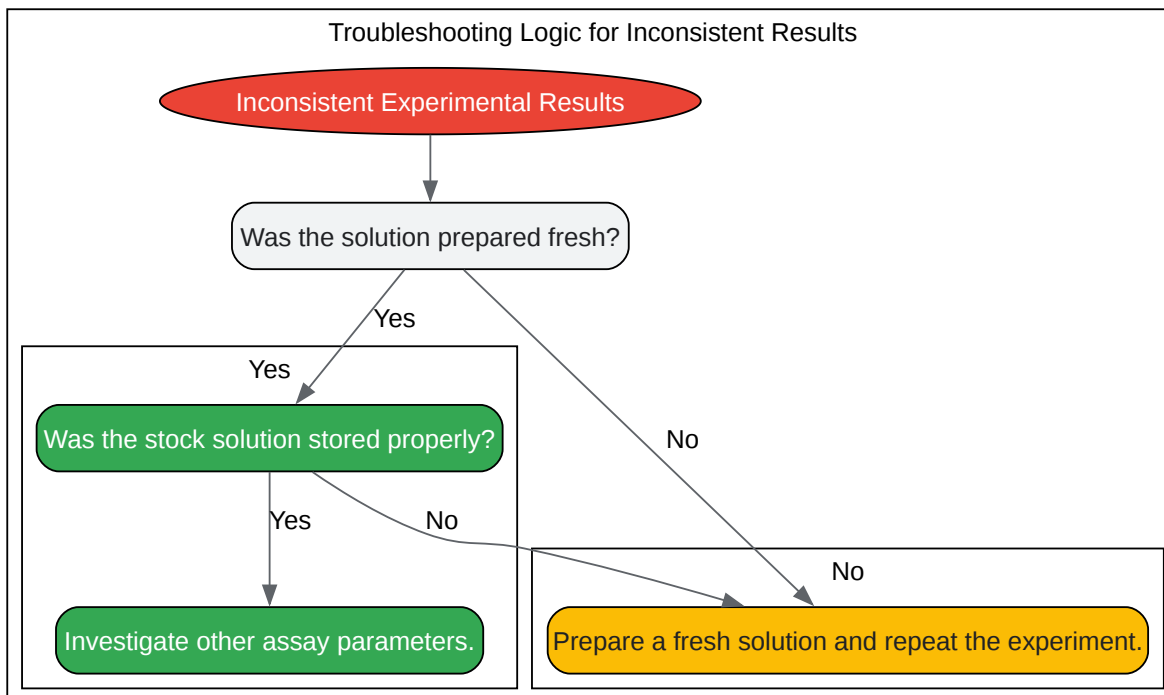 Troubleshooting Logic for Inconsistent Results
Inconsistent Experimental Results
Was the solution prepared fresh?
Yes
Yes
Was the stock solution stored properly?
No
Yes
No
No
Investigate other assay parameters.
Prepare a fresh solution and repeat the experiment.